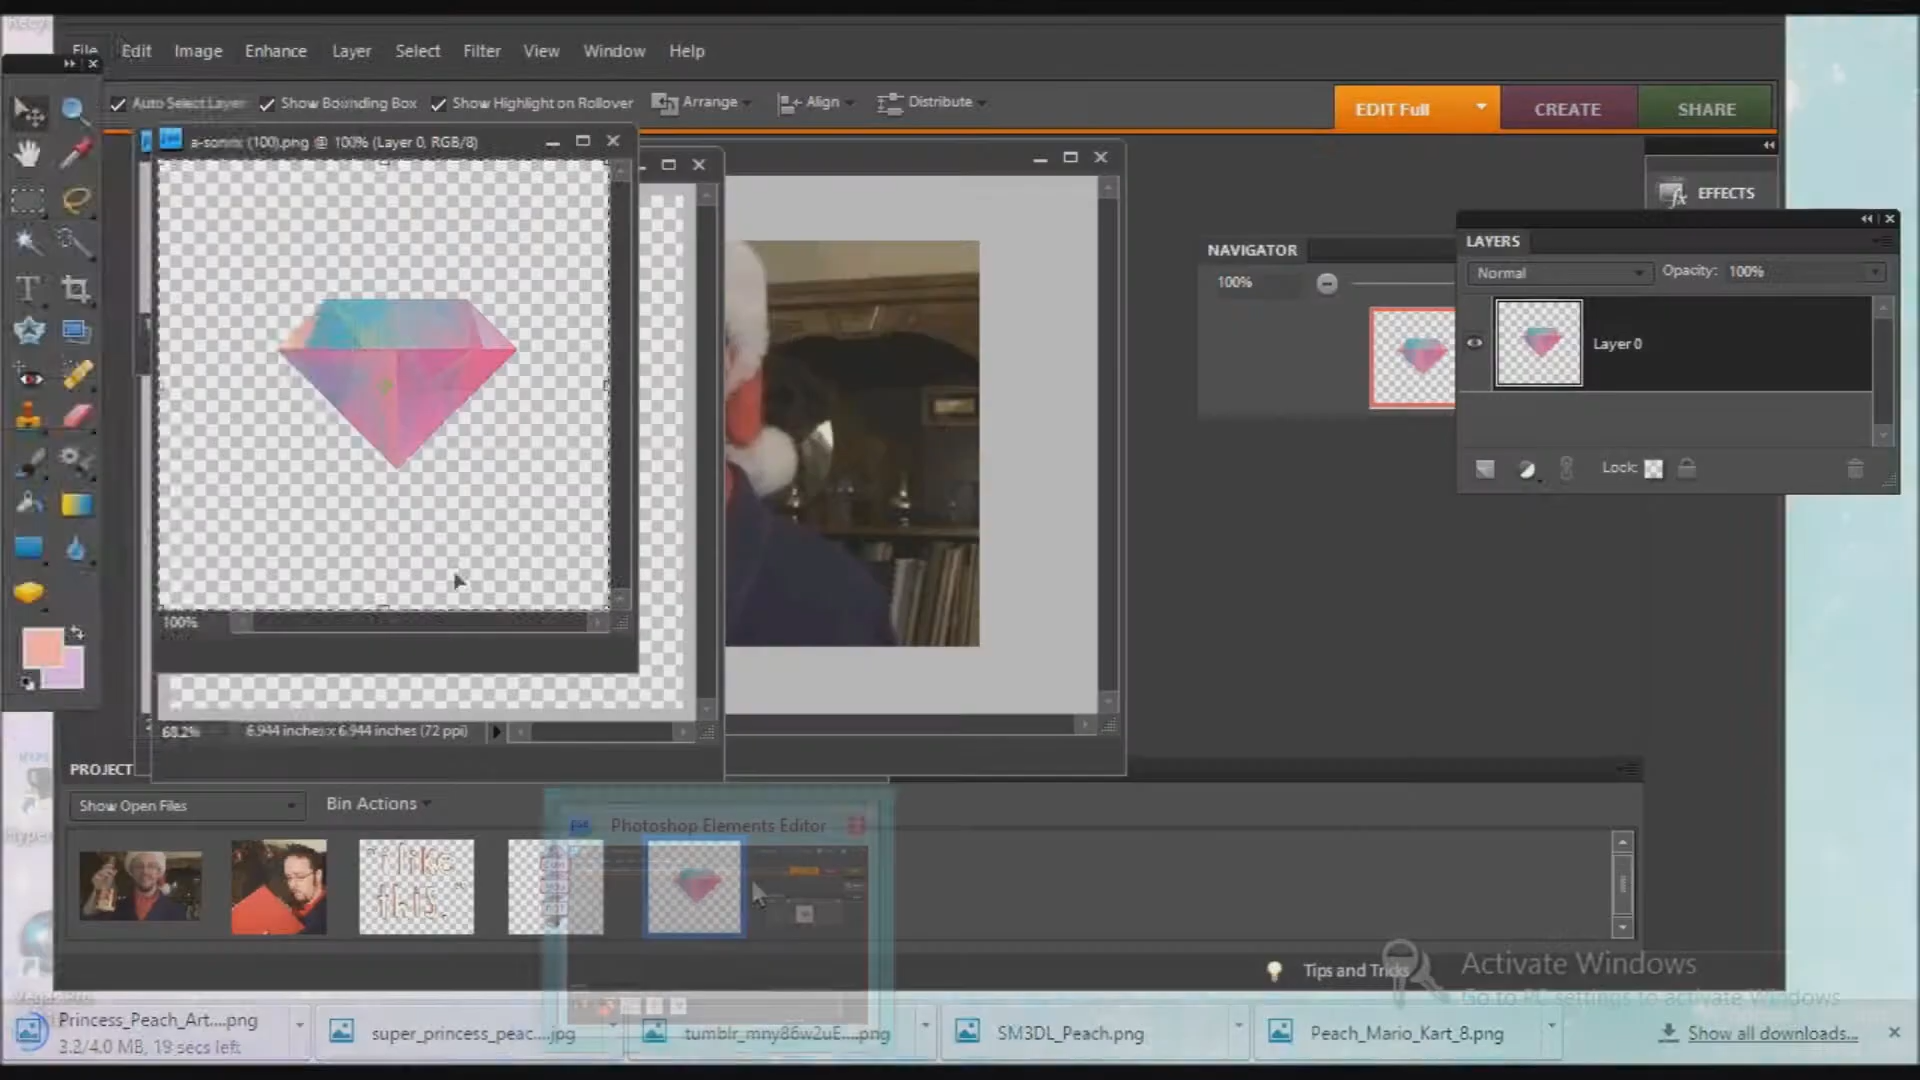 File Edit Image Enhance Layer Select Filter View Window Help
Auto Select Layer Show Bounding Box Show Highlight on Rollover Arrange Align Distribute
EDIT Full CREATE SHARE
a-sonix (100).png @ 100% (Layer 0, RGB/8)
EFFECTS
LAYERS
NAVIGATOR
Normal Opacity: 100%
100%
Layer 0
Lock:
100%
68.2% 6.944 inches x 6.944 inches (72 ppi)
PROJECT
Show Open Files Bin Actions
Photoshop Elements Editor
"i like
this."
Tips and Tricks
Activate Windows
Go to PC settings to activate Windows
Princess_Peach_Art....png
3.2/4.0 MB, 19 secs left
super_princess_peac....jpg
tumblr_mny86w2uE....png
SM3DL_Peach.png
Peach_Mario_Kart_8.png
Show all downloads...